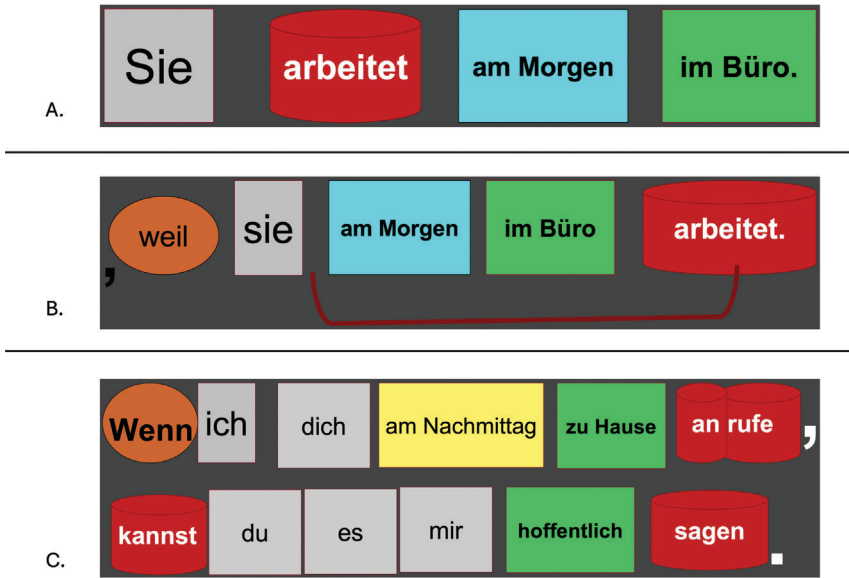 A. Sie arbeitet am Morgen im Büro.
B. , weil sie am Morgen im Büro arbeitet.
Wenn ich dich am Nachmittag zu Hause an rufe ,
C. kannst du es mir hoffentlich sagen .